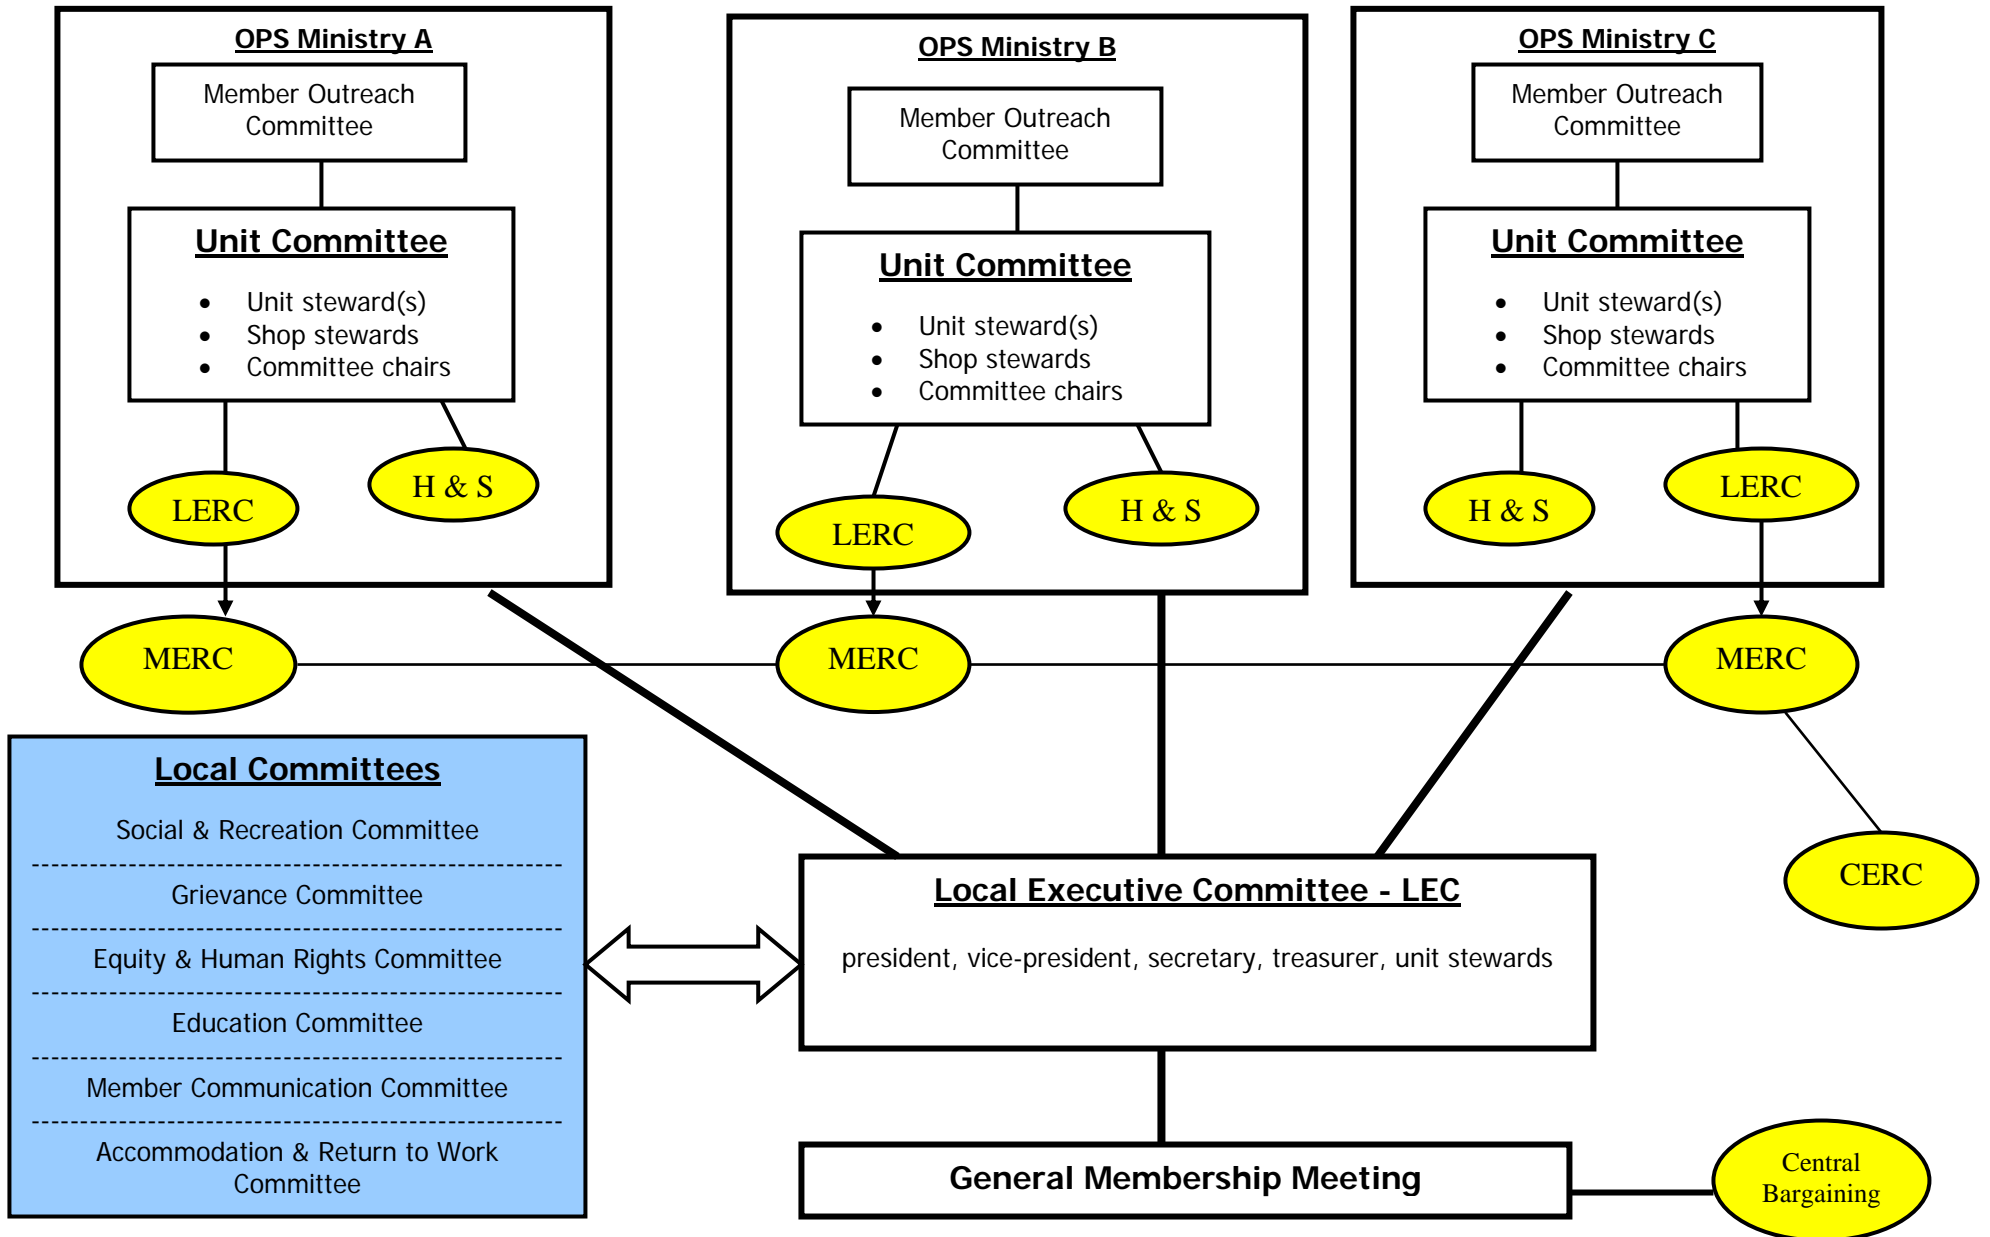 OPS Ministry A
Member Outreach
Committee
Unit Committee
• Unit steward(s)
• Shop stewards
• Committee chairs
LERC
H & S
OPS Ministry B
Member Outreach
Committee
Unit Committee
• Unit steward(s)
• Shop stewards
• Committee chairs
LERC
H & S
OPS Ministry C
Member Outreach
Committee
Unit Committee
• Unit steward(s)
• Shop stewards
• Committee chairs
H & S
LERC
MERC
MERC
MERC
CERC
Local Committees
Social & Recreation Committee
Grievance Committee
Equity & Human Rights Committee
Education Committee
Member Communication Committee
Accommodation & Return to Work
Committee
Local Executive Committee - LEC
president, vice-president, secretary, treasurer, unit stewards
General Membership Meeting
Central
Bargaining